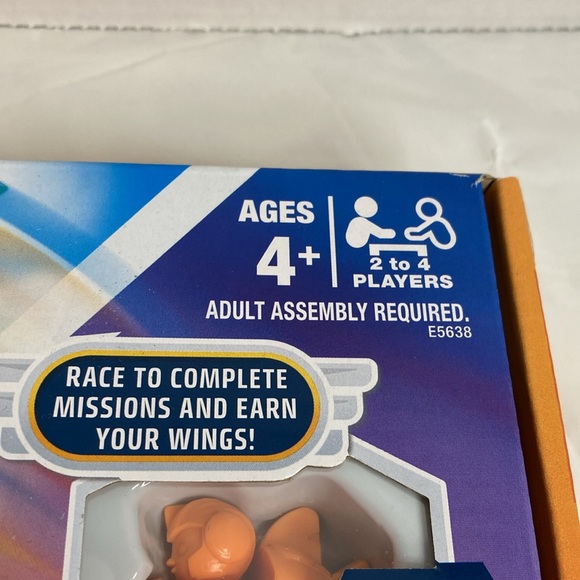 AGES
4+
2 to 4
PLAYERS
ADULT ASSEMBLY REQUIRED.
E5638
RACE TO COMPLETE
MISSIONS AND EARN
YOUR WINGS!